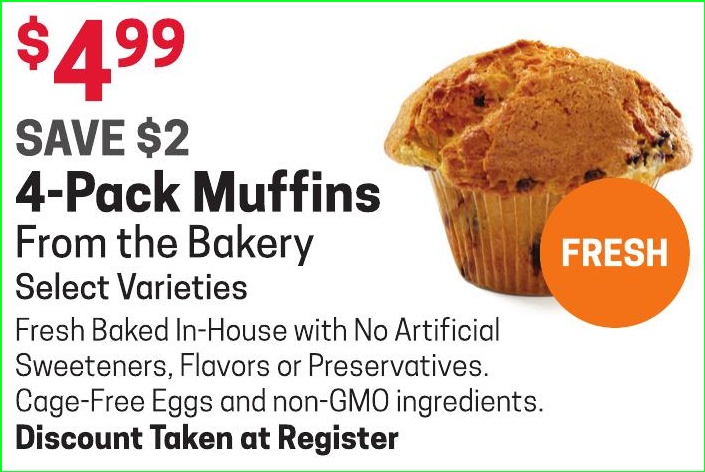 $4.99
SAVE $2
4-Pack Muffins
From the Bakery
Select Varieties
Fresh Baked In-House with No Artificial
Sweeteners, Flavors or Preservatives.
Cage-Free Eggs and non-GMO ingredients.
Discount Taken at Register
FRESH